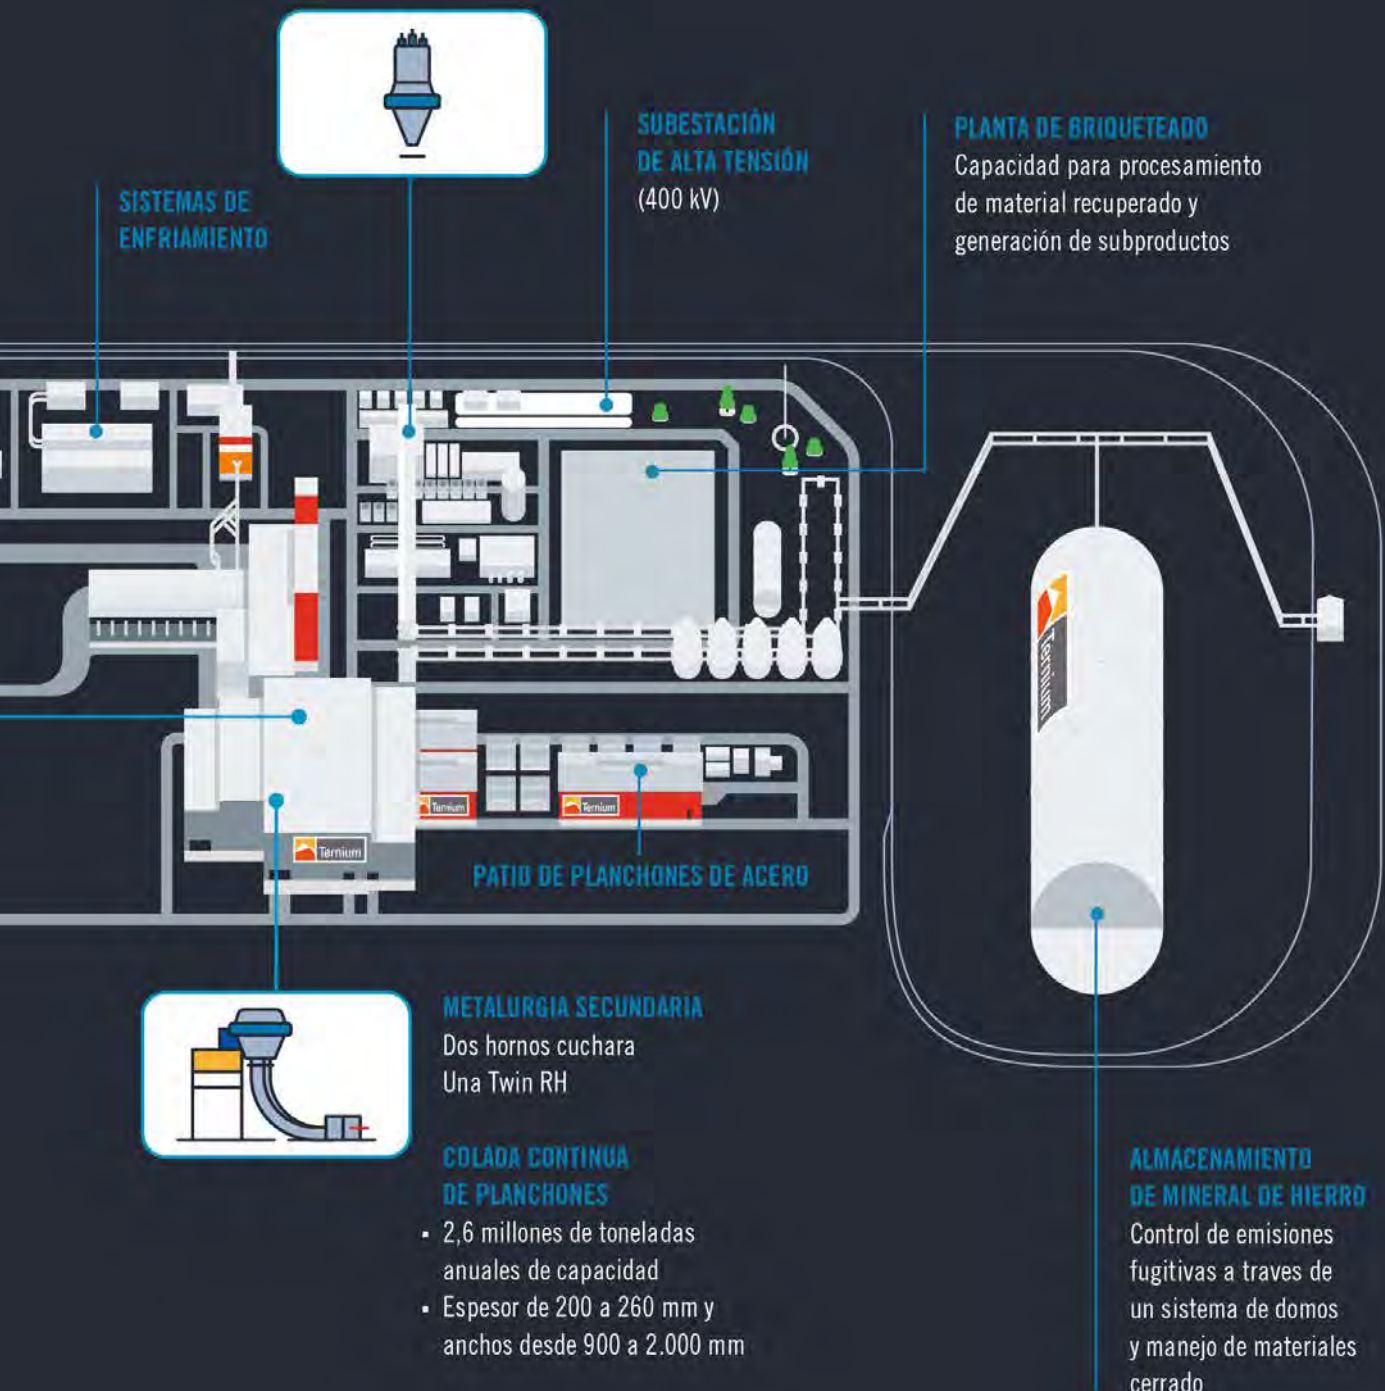 SUBESTACIÓN
DE ALTA TENSIÓN
(400 kV)
PLANTA DE BRIQUETEADO
Capacidad para procesamiento
de material recuperado y
generación de subproductos
SISTEMAS DE
ENFRIAMIENTO
Ternium
Ternium
Ternium
Ternium
PATIO DE PLANCHONES DE ACERO
METALURGIA SECUNDARIA
Dos hornos cuchara
Una Twin RH
COLADA CONTINUA
DE PLANCHONES
▪ 2,6 millones de toneladas
anuales de capacidad
▪ Espesor de 200 a 260 mm y
anchos desde 900 a 2.000 mm
ALMACENAMIENTO
DE MINERAL DE HIERRO
Control de emisiones
fugitivas a traves de
un sistema de domos
y manejo de materiales
cerrado